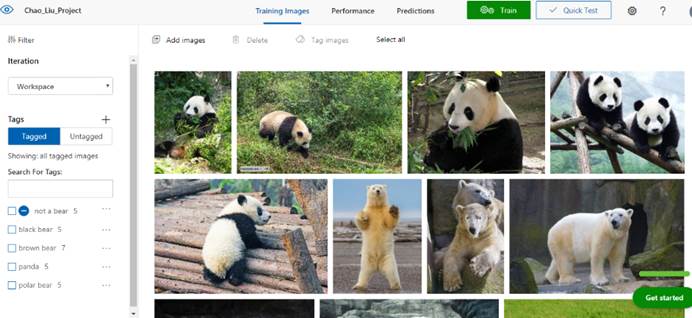 Chao_Liu_Project
Training Images Performance Predictions
Train
Quick Test
?
Filter
Add images Delete Tag images Select all
Iteration
Workspace
Tags
Tagged Untagged
Showing: all tagged images
Search For Tags:
not a bear 5 ...
black bear 5 ...
brown bear 7 ...
panda 5 ...
polar bear 5 ...
Get started